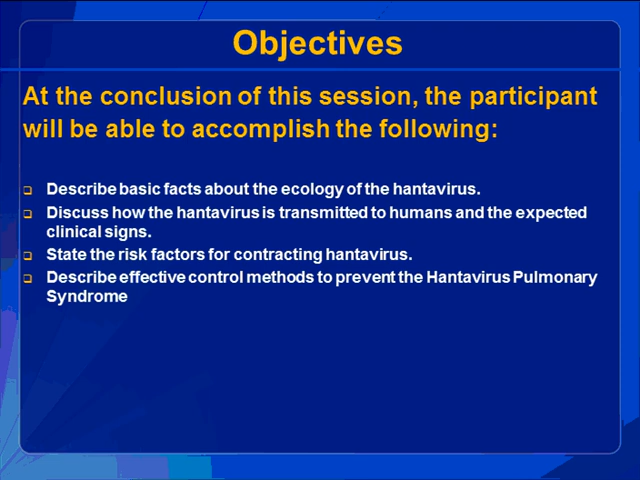 Objectives
At the conclusion of this session, the participant
will be able to accomplish the following:
Describe basic facts about the ecology of the hantavirus.
Discuss how the hantavirus is transmitted to humans and the expected
clinical signs.
State the risk factors for contracting hantavirus.
Describe effective control methods to prevent the Hantavirus Pulmonary
Syndrome